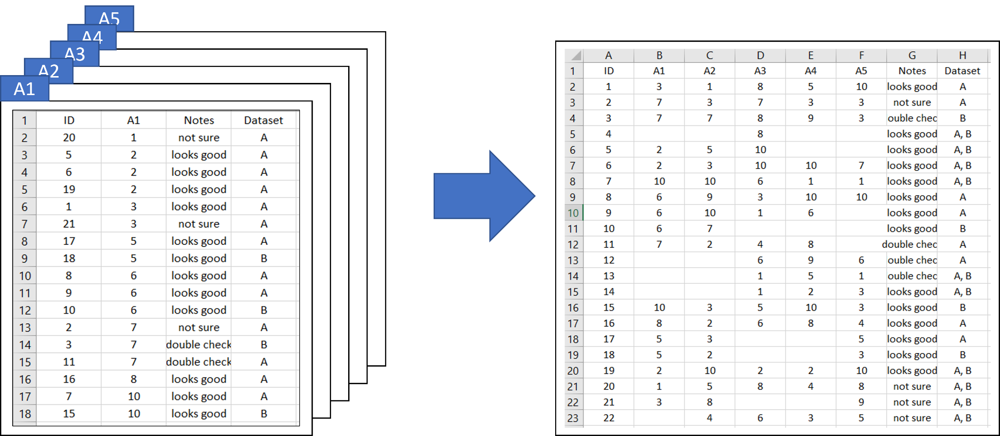 A5
A4
A3
A2
A1
1 ID A1 Notes Dataset
2 20 1 not sure A
3 5 2 looks good A
4 6 2 looks good A
5 19 2 looks good A
6 1 3 looks good A
7 21 3 not sure A
8 17 5 looks good A
9 18 5 looks good B
10 8 6 looks good A
11 9 6 looks good A
12 10 6 looks good B
13 2 7 not sure A
14 3 7 double check B
15 11 7 double check A
16 16 8 looks good A
17 7 10 looks good A
18 15 10 looks good B
A B C D E F G H
1 ID A1 A2 A3 A4 A5 Notes Dataset
2 1 3 1 8 5 10 looks good A
3 2 7 3 7 3 3 not sure A
4 3 7 7 8 9 3 ouble chec B
5 4 8 looks good A, B
6 5 2 5 10 looks good A, B
7 6 2 3 10 10 7 looks good A, B
8 7 10 10 6 1 1 looks good A, B
9 8 6 9 3 10 10 looks good A
10 9 6 10 1 6 looks good A
11 10 6 7 looks good B
12 11 7 2 4 8 double chec A
13 12 6 9 6 ouble chec A
14 13 1 5 1 ouble chec A, B
15 14 1 2 3 looks good A, B
16 15 10 3 5 10 3 looks good B
17 16 8 2 6 8 4 looks good A
18 17 5 3 5 looks good A
19 18 5 2 3 looks good B
20 19 2 10 2 2 10 looks good A, B
21 20 1 5 8 4 8 not sure A, B
22 21 3 8 9 not sure A, B
23 22 4 6 3 5 not sure A, B